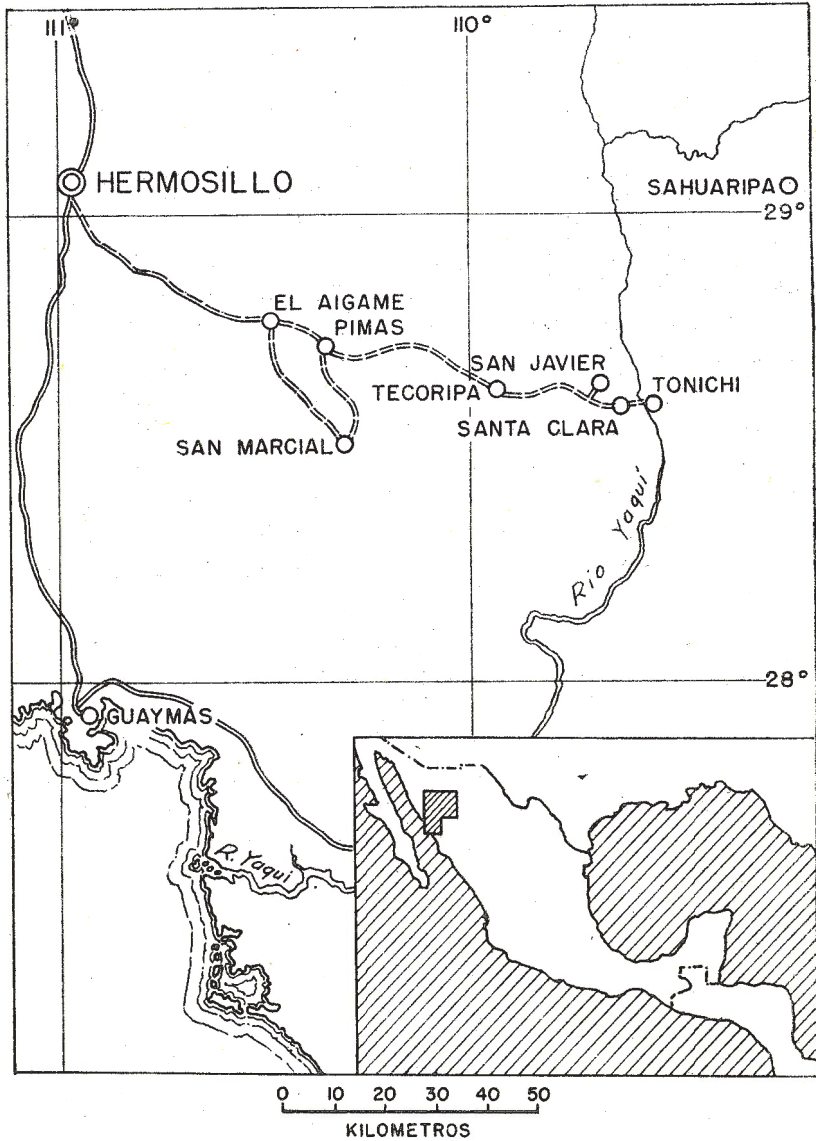 111° 110°
HERMOSILLO
SAHUARIPA
29°
EL AIGAME
PIMAS
SAN JAVIER
TECORIPA
TONICHI
SANTA CLARA
SAN MARCIAL
Rio Yaquí
28°
GUAYMAS
R. Yaqui
0 10 20 30 40 50
KILOMETROS